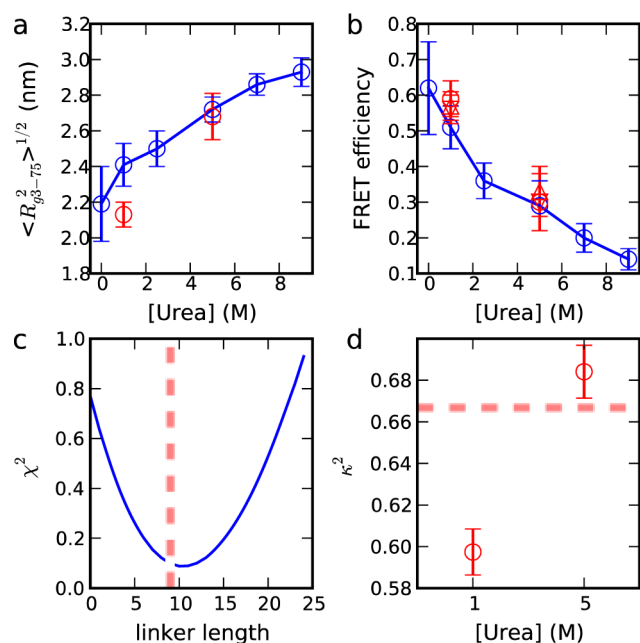 a
<R²g3−75>^1/2 (nm)
3.2
3.0
2.8
2.6
2.4
2.2
2.0
1.8
0 2 4 6 8
[Urea] (M)
b
FRET efficiency
0.8
0.7
0.6
0.5
0.4
0.3
0.2
0.1
0 2 4 6 8
[Urea] (M)
c
χ²
1.0
0.8
0.6
0.4
0.2
0.0
0 5 10 15 20 25
linker length
d
κ²
0.68
0.66
0.64
0.62
0.60
0.58
1 5
[Urea] (M)